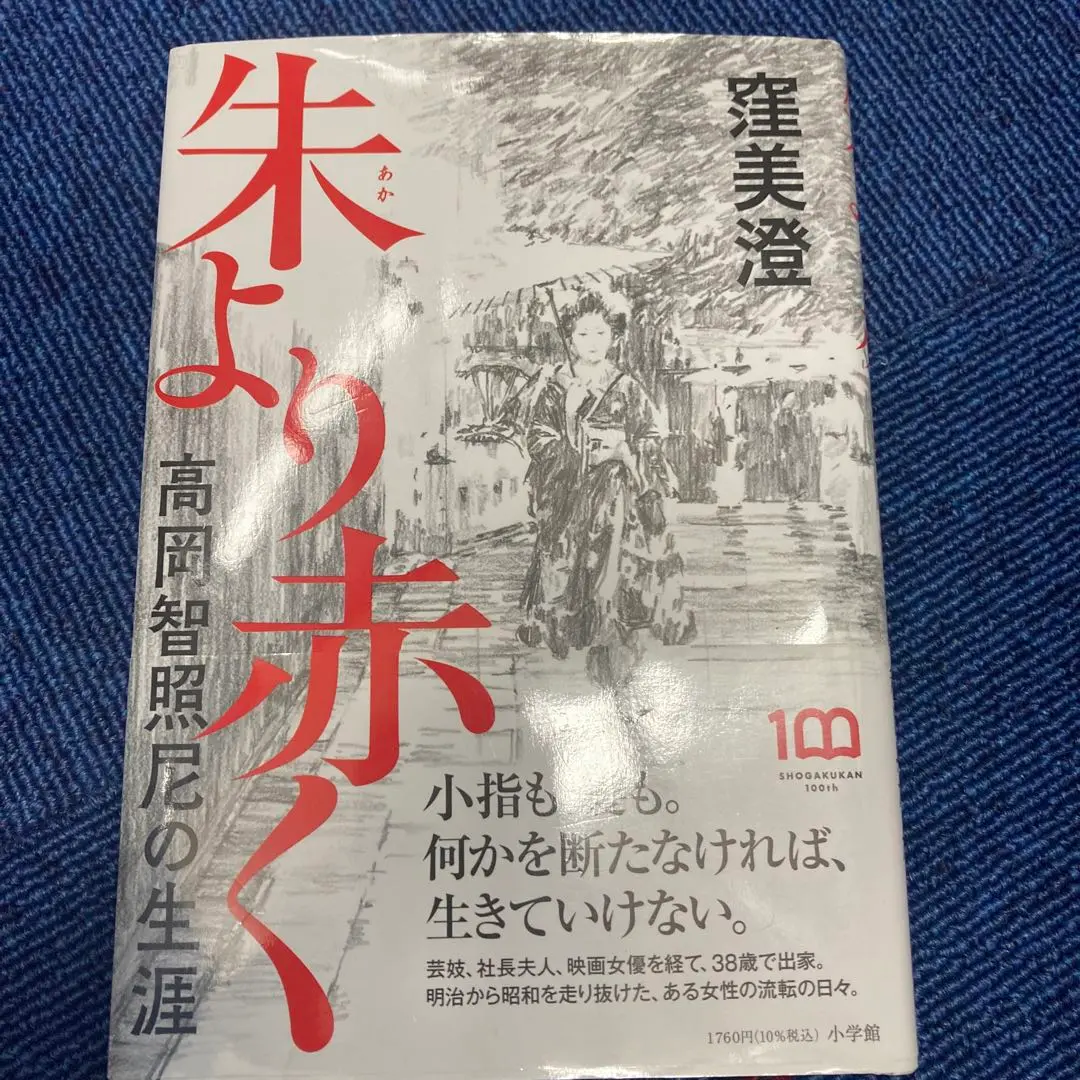 朱より赤く
あか
高岡智照尼の生涯
窪美澄
100
SHOGAKUKAN
100th
小指も も。
何かを断たなければ、
生きていけない。
芸妓、社長夫人、映画女優を経て、38歳で出家。
明治から昭和を走り抜けた、ある女性の流転の日々。
1760円(10%税込) 小学館